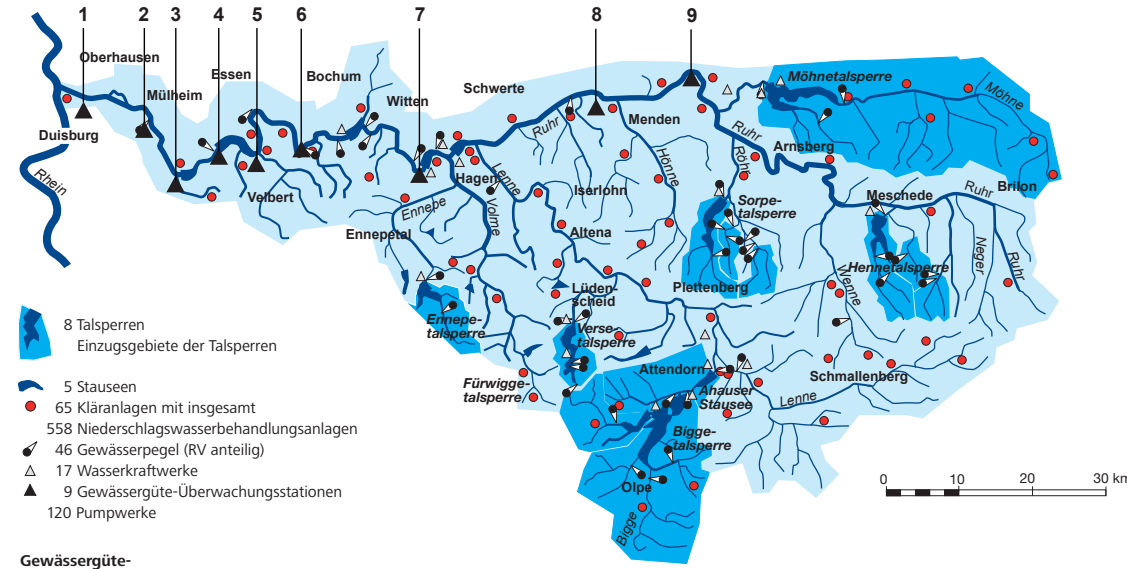 1
2
3
4
5
6
7
8
9
Oberhausen
Mülheim
Essen
Bochum
Witten
Schwerte
Duisburg
Rhein
Velbert
Hagen
Ruhr
Lenne
Menden
Möhnetalsperre
Möhne
Ruhr
Arnsberg
Röhr
Hönne
Iserlohn
Ennepe
Volme
Ennepetal
Altena
Sorpe-
talsperre
Meschede
Ruhr
Brilon
Hennetalsperre
Neger
Ruhr
Wenne
Plettenberg
Lüden-
scheid
Verse-
talsperre
Ennepe-
talsperre
Fürwigge-
talsperre
Attendorn
Ahauser
Stausee
Schmallenberg
Lenne
Bigge-
talsperre
Olpe
Bigge
8 Talsperren
Einzugsgebiete der Talsperren
5 Stauseen
65 Kläranlagen mit insgesamt
558 Niederschlagswasserbehandlungsanlagen
46 Gewässerpegel (RV anteilig)
17 Wasserkraftwerke
9 Gewässergüte-Überwachungsstationen
120 Pumpwerke
0 10 20 30 km
Gewässergüte-